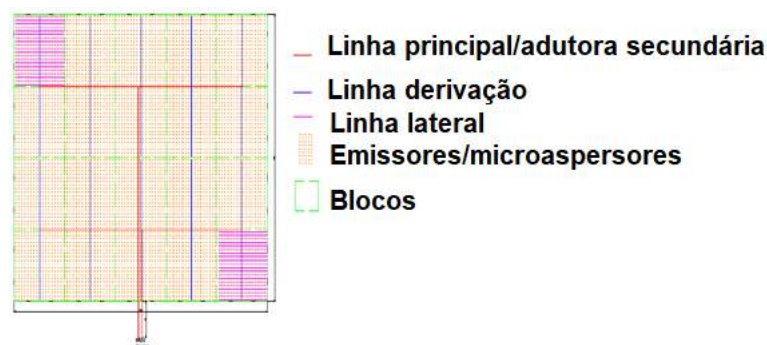 Linha principal/adutora secundária
Linha derivação
Linha lateral
Emissores/microaspersores
Blocos